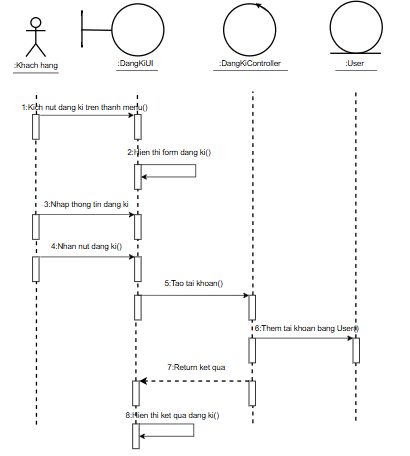 :Khach hang
:DangKiUI
:DangKiController
:User
1:Kich nut dang ki tren thanh menu()
2:Hien thi form dang ki()
3:Nhap thong tin dang ki
4:Nhan nut dang ki()
5:Tao tai khoan()
6:Them tai khoan bang User()
7:Return ket qua
8:Hien thi ket qua dang ki()